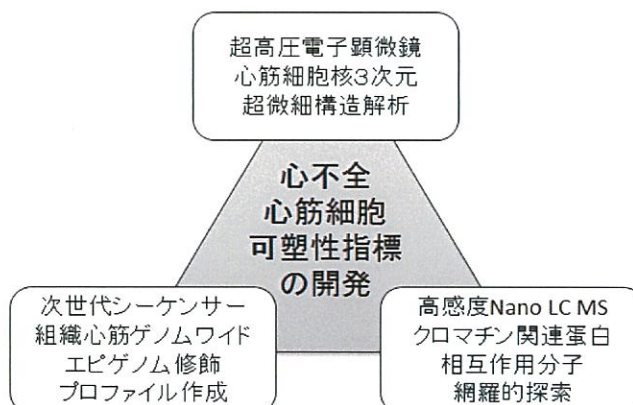 超高圧電子顕微鏡
心筋細胞核3次元
超微細構造解析
心不全
心筋細胞
可塑性指標
の開発
次世代シーケンサー
組織心筋ゲノムワイド
エピゲノム修飾
プロファイル作成
高感度Nano LC MS
クロマチン関連蛋白
相互作用分子
網羅的探索